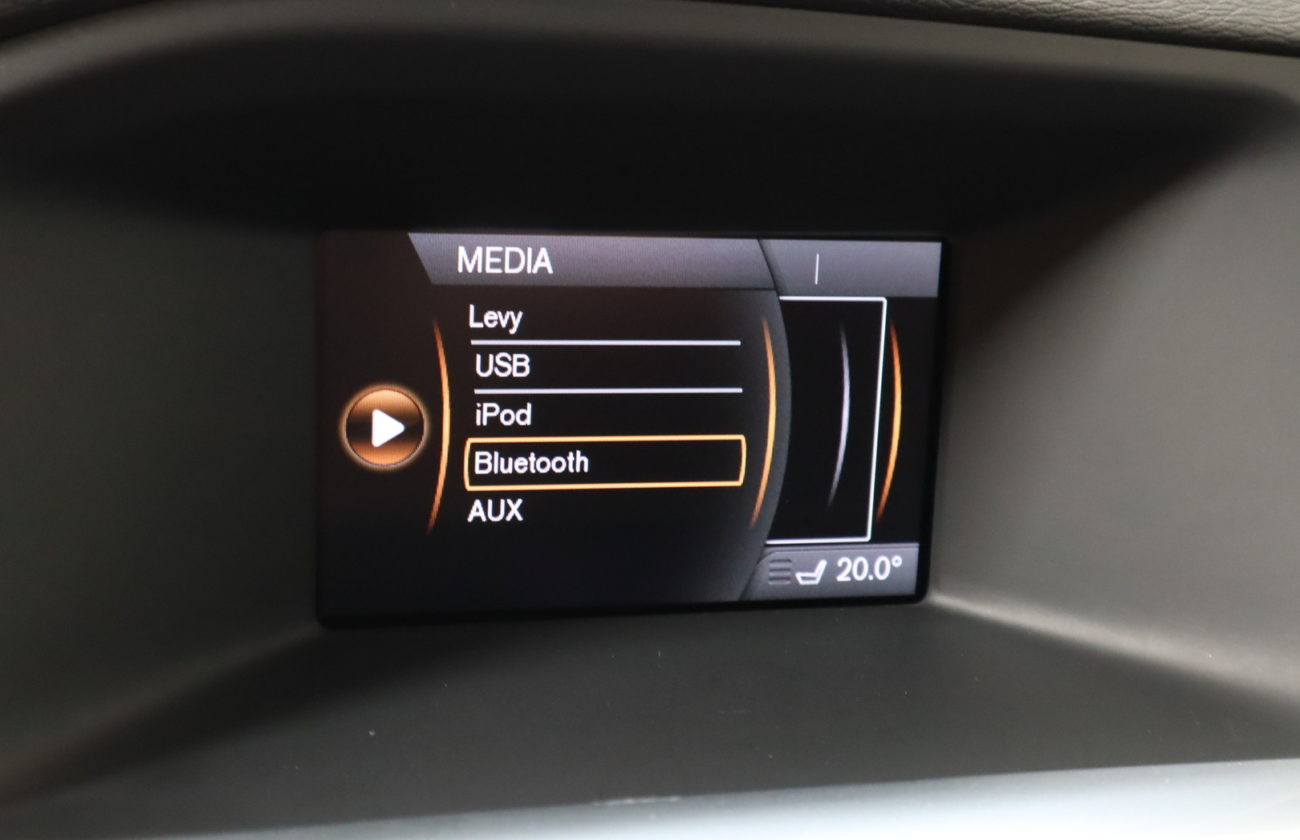 MEDIA
Levy
USB
iPod
Bluetooth
AUX
20.0°